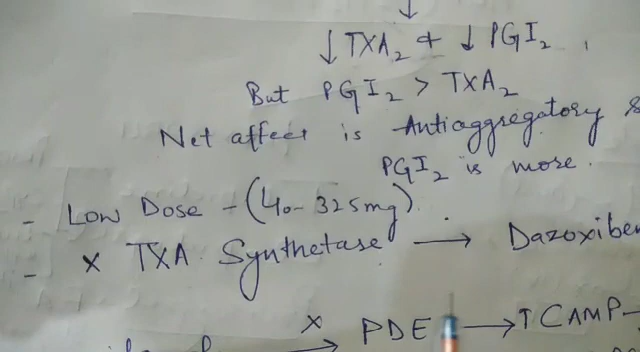 ↓
↓ TXA₂ + ↓ PGI₂ ,
But PGI₂ > TXA₂
Net affect is Antiaggregatory &
PGI₂ is more.
- Low Dose - (40-325mg).
- x TXA Synthetase → Dazoxiben
x PDE → ↑ CAMP -